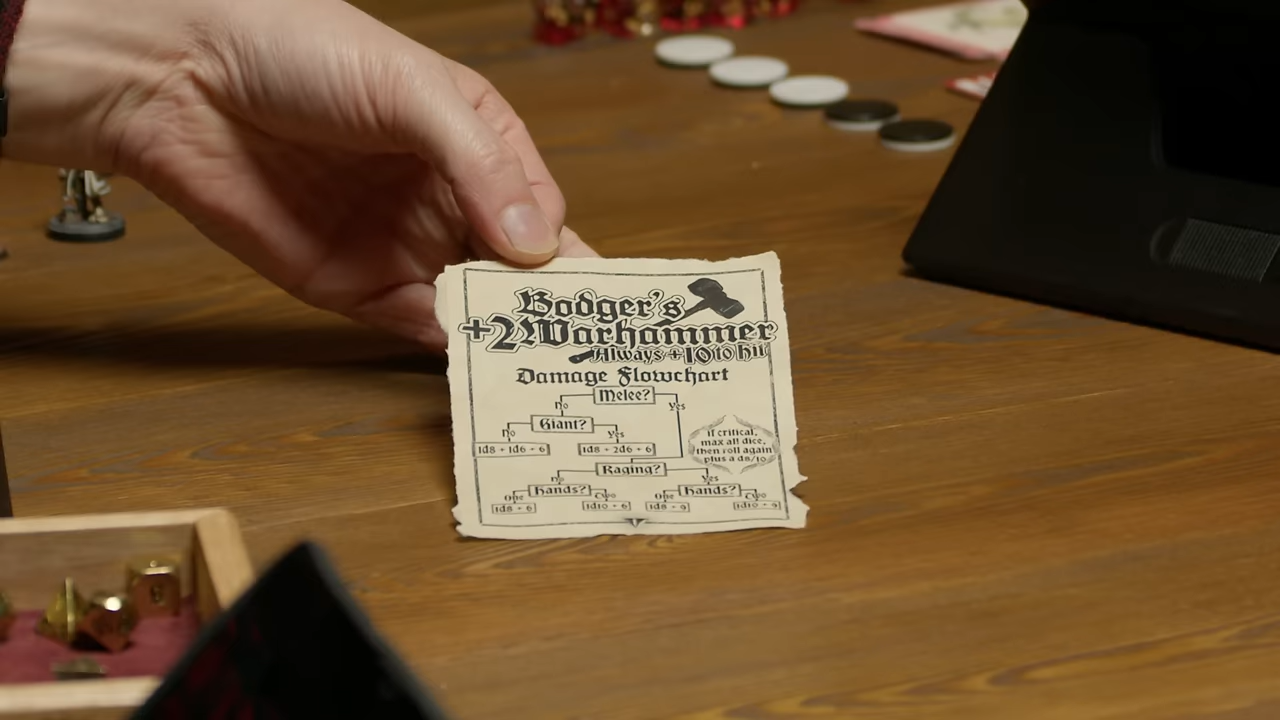 Bodger's
+2 Warhammer
Always +10 to hit
Damage Flowchart
Melee?
No
Yes
Giant?
No
Yes
1d8 + 1d6 + 6
1d8 + 2d6 + 6
if critical,
max all dice,
then roll again
plus a d8/10
Raging?
No
Yes
Hands?
Hands?
One
Two
One
Two
1d8 + 6
1d10 + 6
1d8 + 9
1d10 + 9